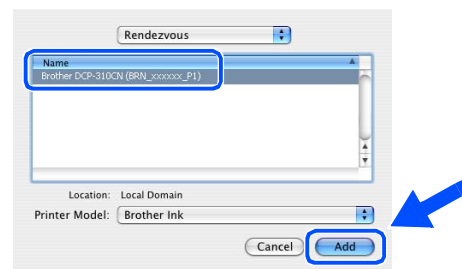 Rendezvous
Name
Brother DCP-310CN (BRN_xxxxxx_P1)
Location: Local Domain
Printer Model: Brother Ink
Cancel Add